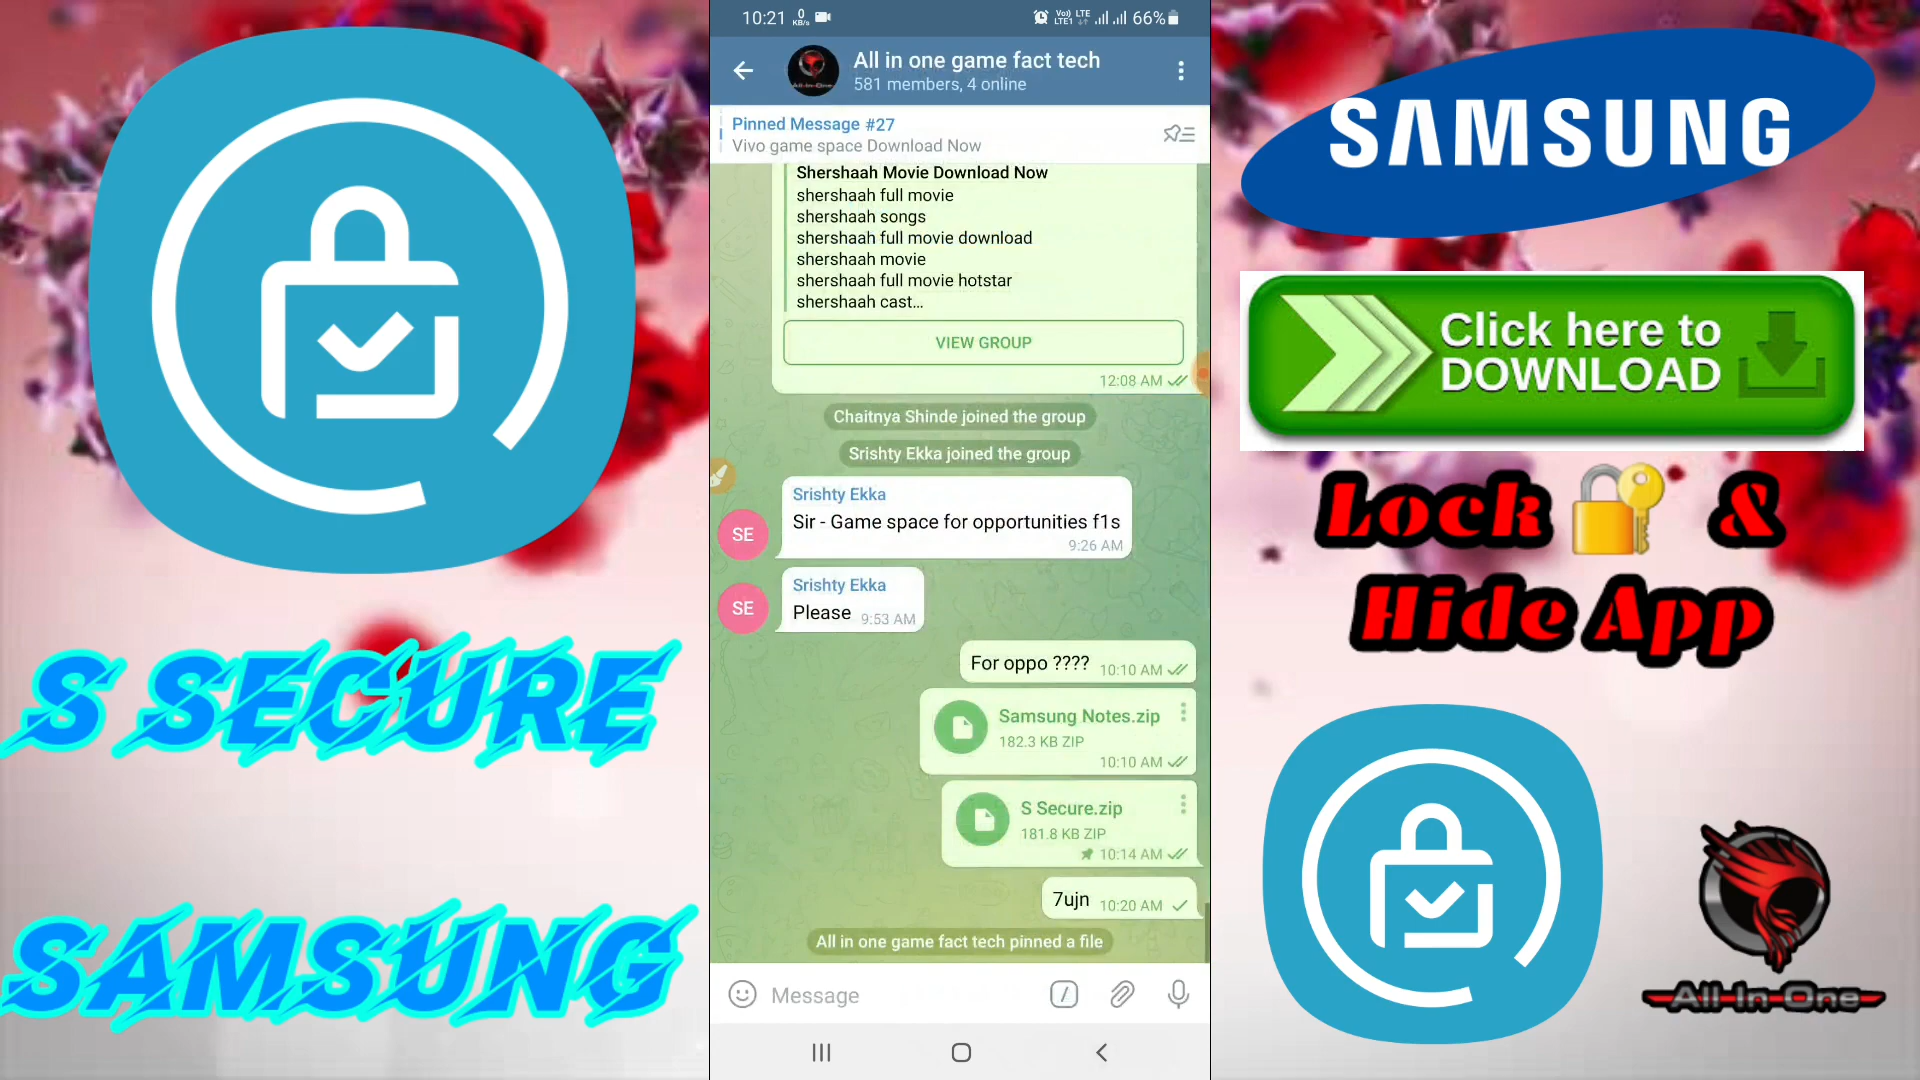 S SECURE
SAMSUNG
10:21 0 KB/s Vo) LTE LTE1 66%
All in one game fact tech
581 members, 4 online
Pinned Message #27
Vivo game space Download Now
Shershaah Movie Download Now
shershaah full movie
shershaah songs
shershaah full movie download
shershaah movie
shershaah full movie hotstar
shershaah cast...
VIEW GROUP
12:08 AM
Chaitnya Shinde joined the group
Srishty Ekka joined the group
Srishty Ekka
SE
Sir - Game space for opportunities f1s
9:26 AM
Srishty Ekka
SE
Please 9:53 AM
For oppo ???? 10:10 AM
Samsung Notes.zip
182.3 KB ZIP
10:10 AM
S Secure.zip
181.8 KB ZIP
10:14 AM
7ujn 10:20 AM
All in one game fact tech pinned a file
Message
SAMSUNG
Click here to
DOWNLOAD
Lock &
Hide App
All-In-One